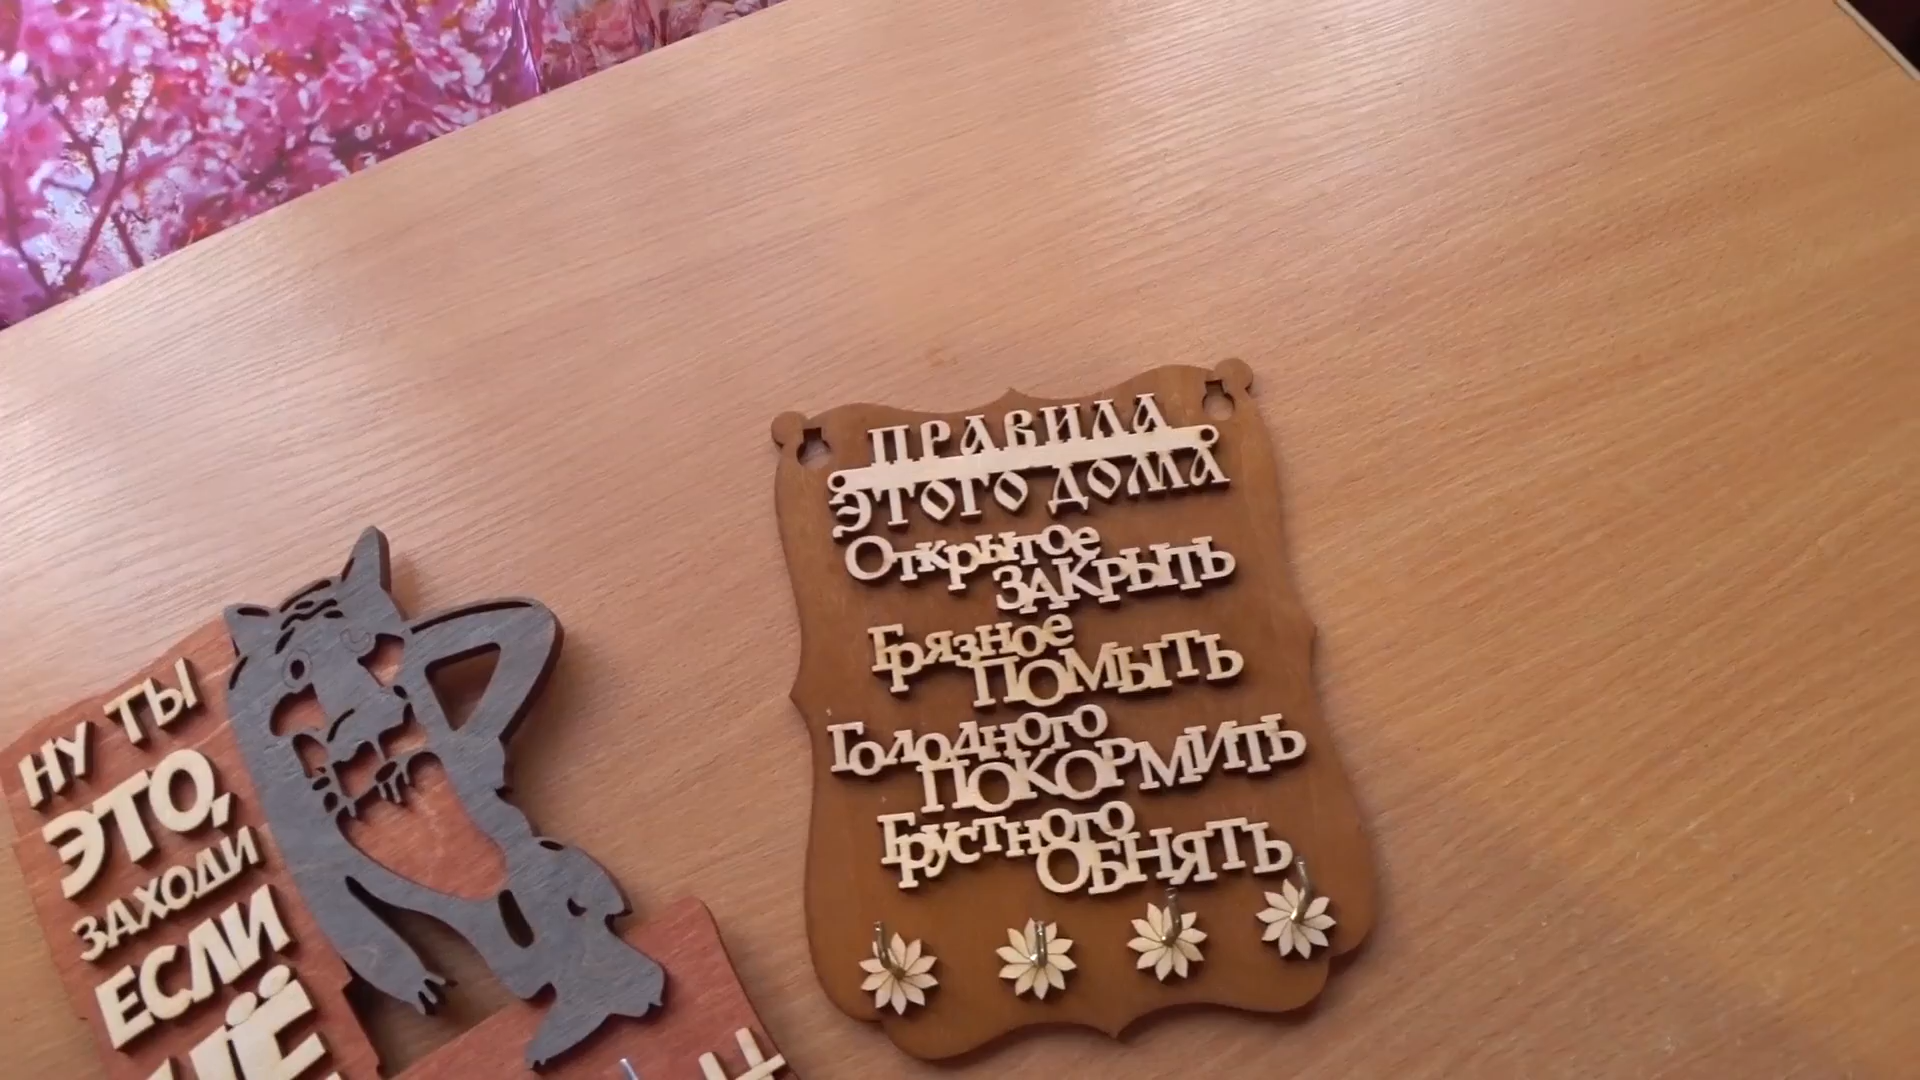 НУ ТЫ
ЭТО,
ЗАХОДИ
ЕСЛИ
ПРАВИЛА
ЭТОГО ДОМА
Открытое
ЗАКРЫТЬ
Грязное
ПОМЫТЬ
Голодного
ПОКОРМИТЬ
Грустного
ОБНЯТЬ